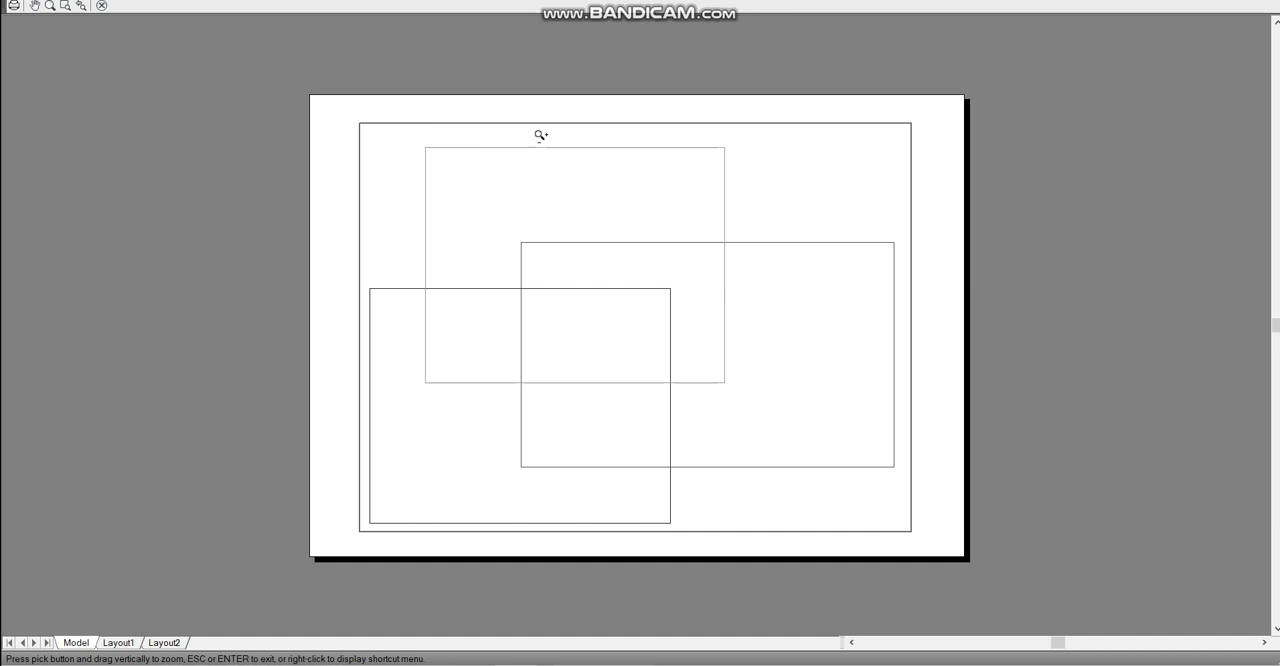 www.BANDICAM.com
Model Layout1 Layout2
Press pick button and drag vertically to zoom, ESC or ENTER to exit, or right-click to display shortcut menu.